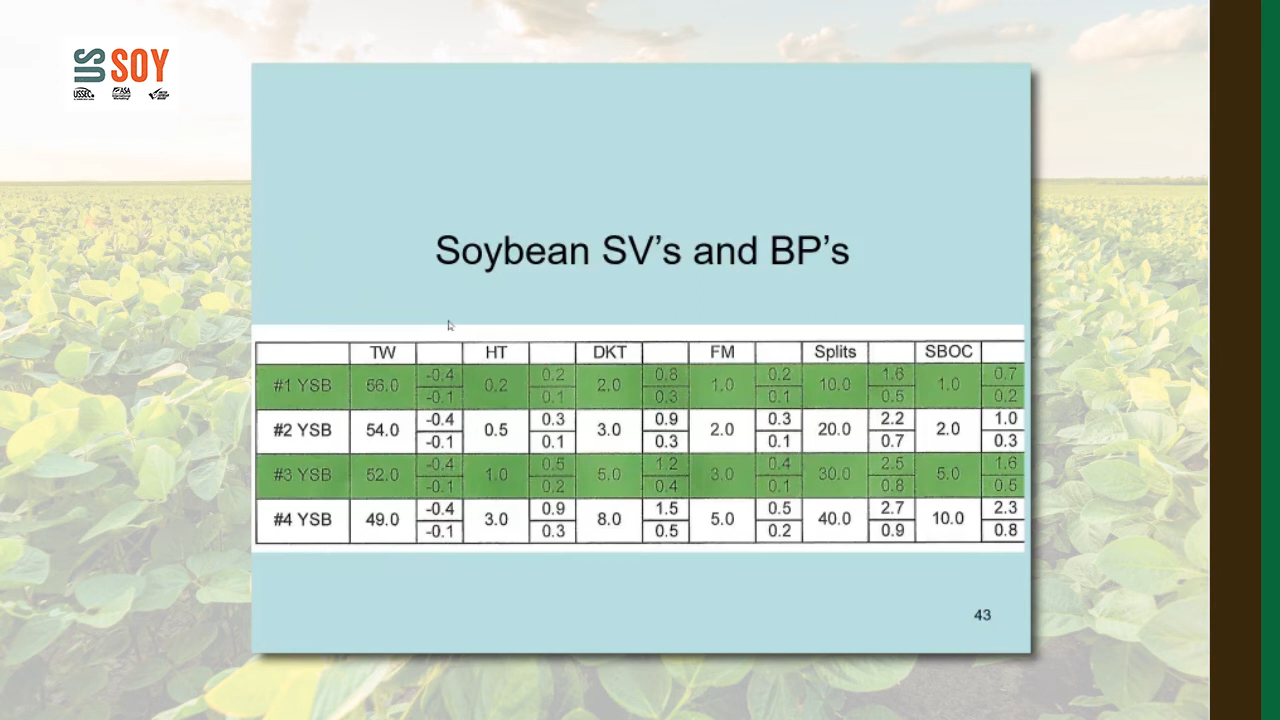 US SOY
USSEC
ASA
Soybean SV's and BP's
TW HT DKT FM Splits SBOC
#1 YSB 56.0 -0.4 0.2 0.2 2.0 0.8 1.0 0.2 10.0 1.6 1.0 0.7
-0.1 0.1 0.3 0.1 0.5 0.2
#2 YSB 54.0 -0.4 0.5 0.3 3.0 0.9 2.0 0.3 20.0 2.2 2.0 1.0
-0.1 0.1 0.3 0.1 0.7 0.3
#3 YSB 52.0 -0.4 1.0 0.5 5.0 1.2 3.0 0.4 30.0 2.5 5.0 1.6
-0.1 0.2 0.4 0.1 0.8 0.5
#4 YSB 49.0 -0.4 3.0 0.9 8.0 1.5 5.0 0.5 40.0 2.7 10.0 2.3
-0.1 0.3 0.5 0.2 0.9 0.8
43